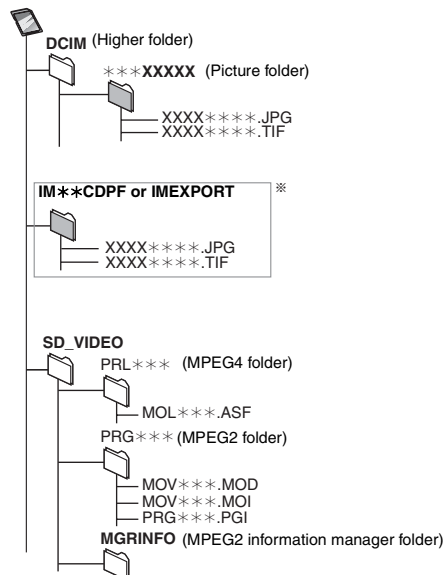 DCIM (Higher folder)
∗∗∗XXXXX (Picture folder)
XXXX∗∗∗∗.JPG
XXXX∗∗∗∗.TIF
IM∗∗CDPF or IMEXPORT ※
XXXX∗∗∗∗.JPG
XXXX∗∗∗∗.TIF
SD_VIDEO
PRL∗∗∗ (MPEG4 folder)
MOL∗∗∗.ASF
PRG∗∗∗ (MPEG2 folder)
MOV∗∗∗.MOD
MOV∗∗∗.MOI
PRG∗∗∗.PGI
MGRINFO (MPEG2 information manager folder)